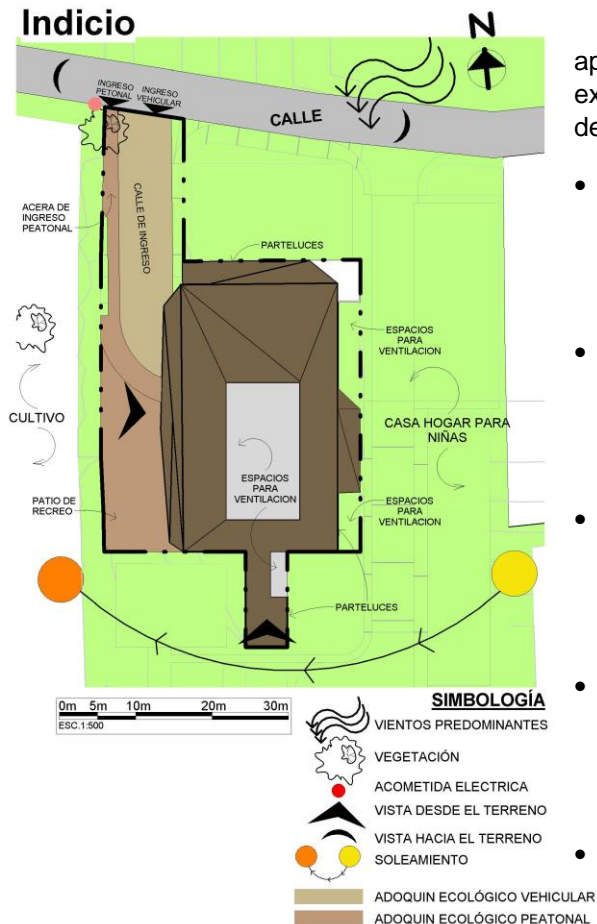 Indicio
N
ap
ex
de
INGRESO
PETONAL
INGRESO
VEHICULAR
CALLE
ACERA DE
INGRESO
PEATONAL
CALLE DE INGRESO
PARTELUCES
ESPACIOS
PARA
VENTILACION
CULTIVO
CASA HOGAR PARA
NIÑAS
ESPACIOS
PARA
VENTILACION
PATIO DE
RECREO
ESPACIOS
PARA
VENTILACION
PARTELUCES
0m 5m 10m 20m 30m
ESC.1:500
SIMBOLOGÍA
VIENTOS PREDOMINANTES
VEGETACIÓN
ACOMETIDA ELECTRICA
VISTA DESDE EL TERRENO
VISTA HACIA EL TERRENO
SOLEAMIENTO
ADOQUIN ECOLÓGICO VEHICULAR
ADOQUIN ECOLÓGICO PEATONAL